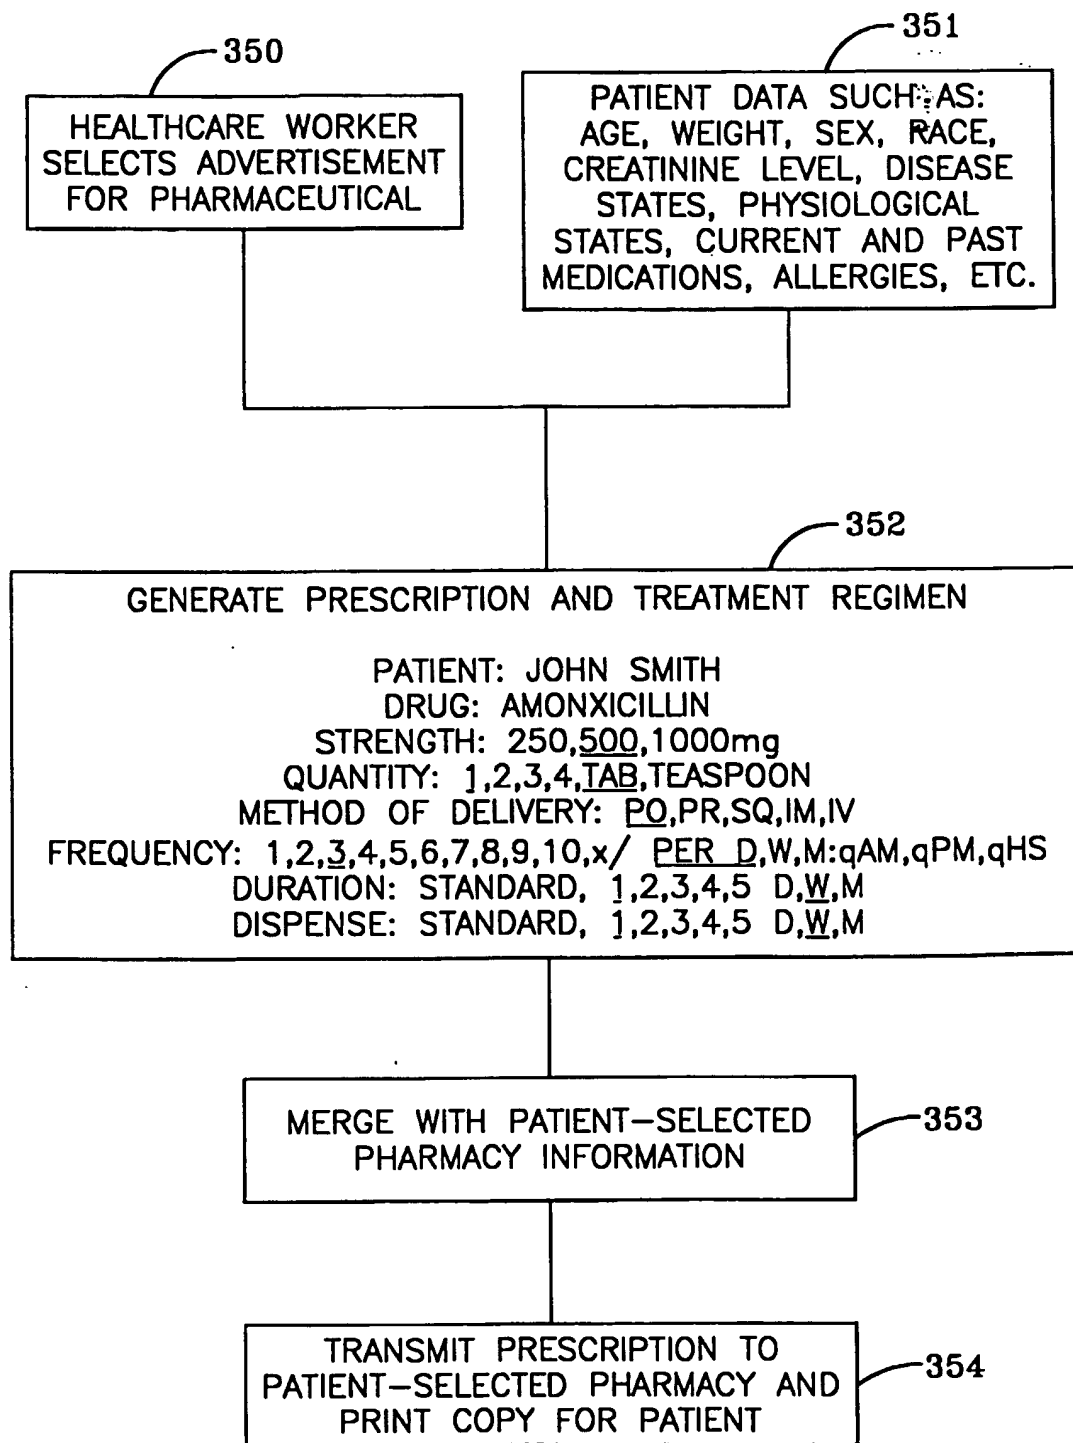 350
HEALTHCARE WORKER
SELECTS ADVERTISEMENT
FOR PHARMACEUTICAL
351
PATIENT DATA SUCH AS:
AGE, WEIGHT, SEX, RACE,
CREATININE LEVEL, DISEASE
STATES, PHYSIOLOGICAL
STATES, CURRENT AND PAST
MEDICATIONS, ALLERGIES, ETC.
352
GENERATE PRESCRIPTION AND TREATMENT REGIMEN
PATIENT: JOHN SMITH
DRUG: AMONXICILLIN
STRENGTH: 250,500,1000mg
QUANTITY: 1,2,3,4,TAB,TEASPOON
METHOD OF DELIVERY: PO,PR,SQ,IM,IV
FREQUENCY: 1,2,3,4,5,6,7,8,9,10,x/ PER D,W,M:qAM,qPM,qHS
DURATION: STANDARD, 1,2,3,4,5 D,W,M
DISPENSE: STANDARD, 1,2,3,4,5 D,W,M
MERGE WITH PATIENT–SELECTED
PHARMACY INFORMATION
353
TRANSMIT PRESCRIPTION TO
PATIENT–SELECTED PHARMACY AND
PRINT COPY FOR PATIENT
354